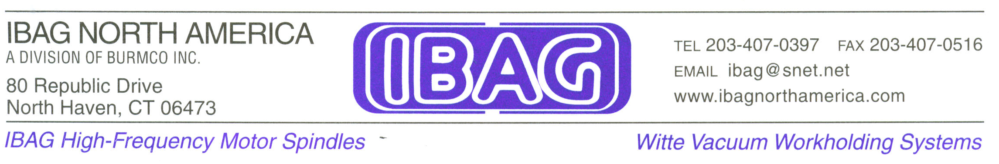 IBAG NORTH AMERICA
A DIVISION OF BURMCO INC.
80 Republic Drive
North Haven, CT 06473
IBAG
TEL 203-407-0397 FAX 203-407-0516
EMAIL ibag@snet.net
www.ibagnorthamerica.com
IBAG High-Frequency Motor Spindles
Witte Vacuum Workholding Systems